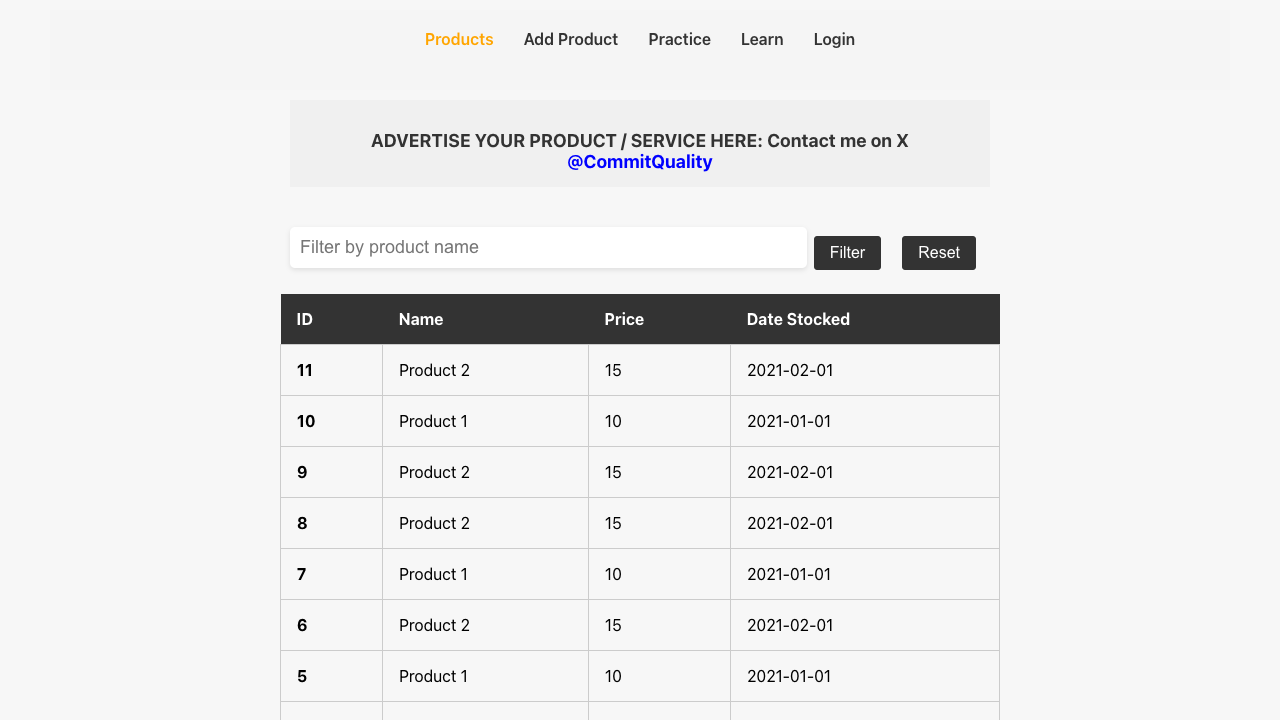 Products Add Product Practice Learn Login
ADVERTISE YOUR PRODUCT / SERVICE HERE: Contact me on X
@CommitQuality
Filter by product name Filter Reset
ID Name Price Date Stocked
11 Product 2 15 2021-02-01
10 Product 1 10 2021-01-01
9 Product 2 15 2021-02-01
8 Product 2 15 2021-02-01
7 Product 1 10 2021-01-01
6 Product 2 15 2021-02-01
5 Product 1 10 2021-01-01